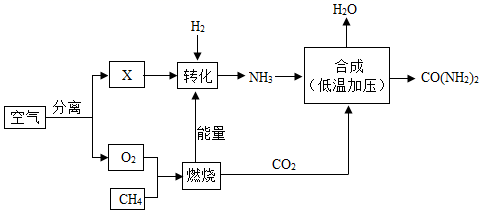 H₂O
H₂
X
转化
NH₃
合成
(低温加压)
CO(NH₂)₂
空气
分离
能量
O₂
CH₄
燃烧
CO₂